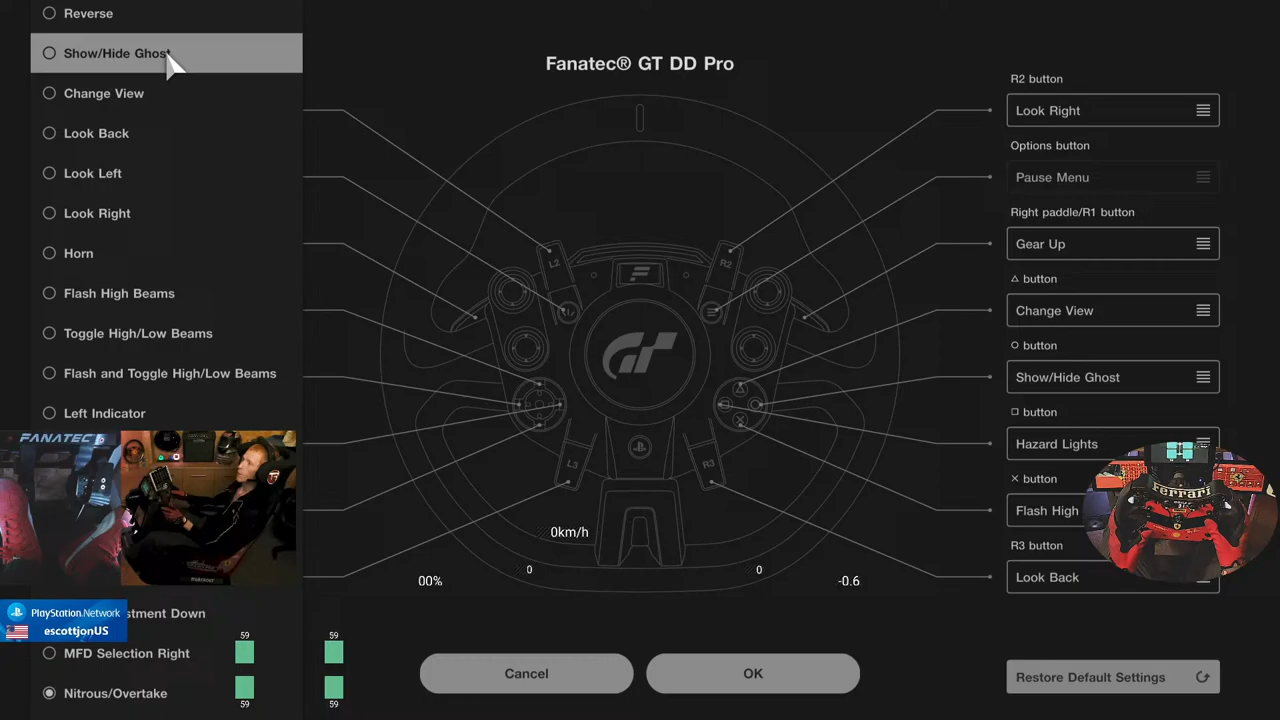 Reverse
Show/Hide Ghost
Change View
Look Back
Look Left
Look Right
Horn
Flash High Beams
Toggle High/Low Beams
Flash and Toggle High/Low Beams
Left Indicator
FANATEC
PlayStation.Network
escottjonUS
stment Down
MFD Selection Right
Nitrous/Overtake
59
59
59
59
Fanatec® GT DD Pro
L2
R2
L3
R3
0km/h
00%
0
0
-0.6
Cancel
OK
R2 button
Look Right
Options button
Pause Menu
Right paddle/R1 button
Gear Up
△ button
Change View
○ button
Show/Hide Ghost
□ button
Hazard Lights
× button
Flash High
R3 button
Look Back
Ferrari
Restore Default Settings